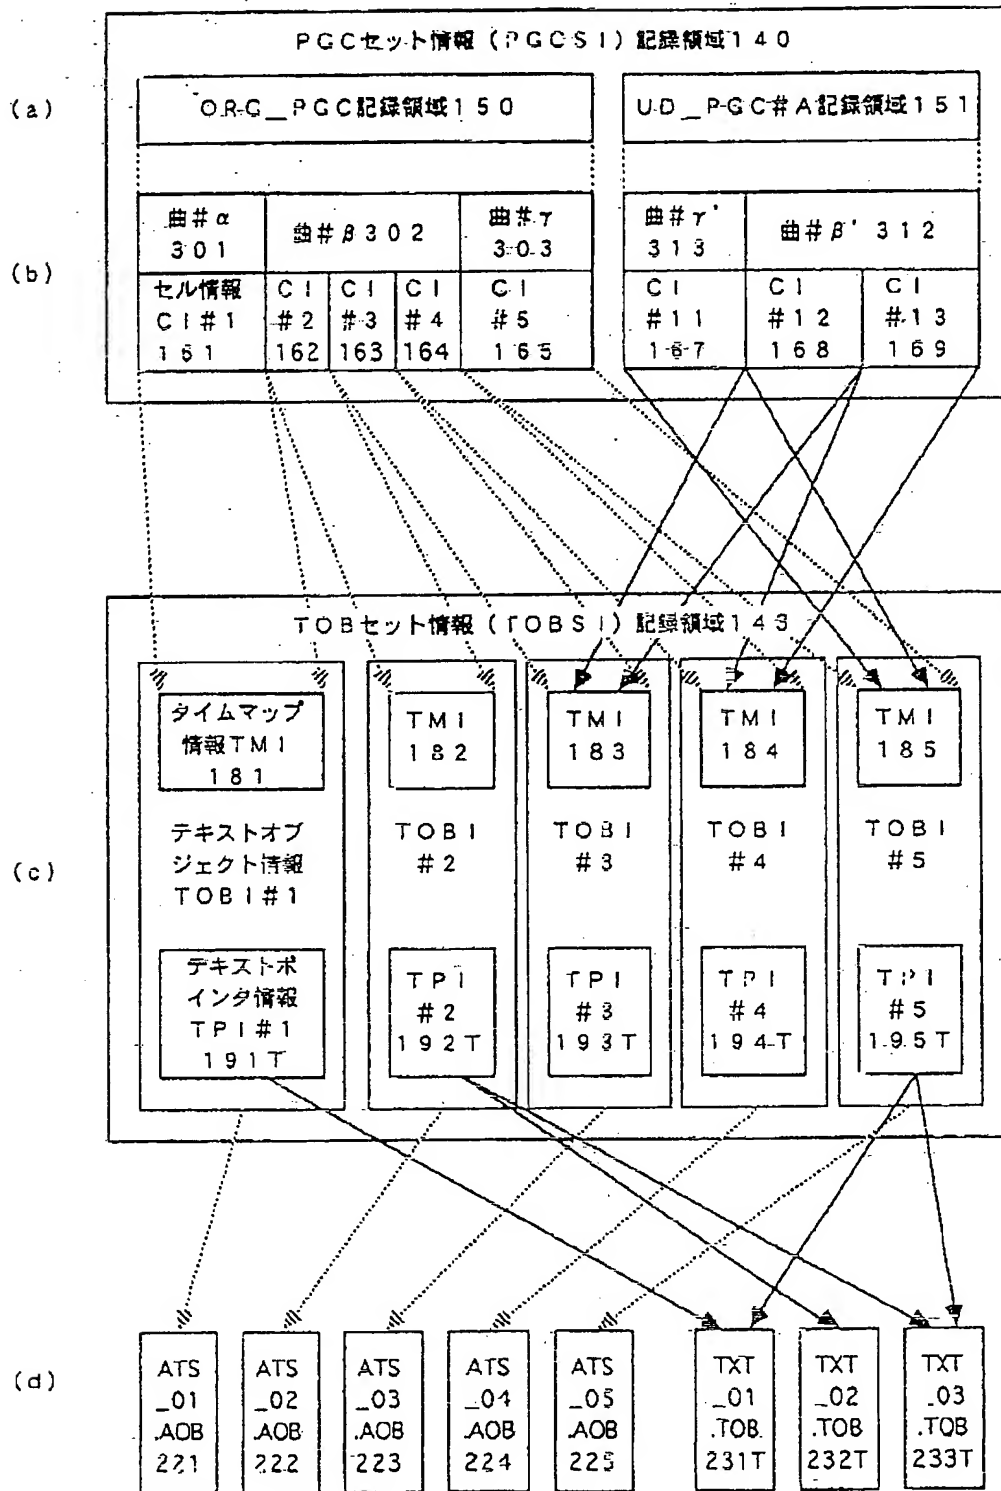 PGCセット情報(PGCSI)記録領域140
(a)
ORG_PGC記録領域150
UD_PGC#A記録領域151
(b)
曲#α
301
曲#β302
曲#γ
303
曲#γ'
313
曲#β'312
セル情報
CI#1
161
CI
#2
162
CI
#3
163
CI
#4
164
CI
#5
165
CI
#11
167
CI
#12
168
CI
#13
169
TOBセット情報(TOBSI)記録領域143
(c)
タイムマップ
情報TMI
181
TMI
182
TMI
183
TMI
184
TMI
185
テキストオブ
ジェクト情報
TOBI#1
TOBI
#2
TOBI
#3
TOBI
#4
TOBI
#5
テキストポ
インタ情報
TPI#1
191T
TPI
#2
192T
TPI
#3
193T
TPI
#4
194T
TPI
#5
195T
(d)
ATS
_01
.AOB
221
ATS
_02
.AOB
222
ATS
_03
.AOB
223
ATS
_04
.AOB
224
ATS
_05
.AOB
225
TXT
_01
.TOB
231T
TXT
_02
.TOB
232T
TXT
_03
.TOB
233T